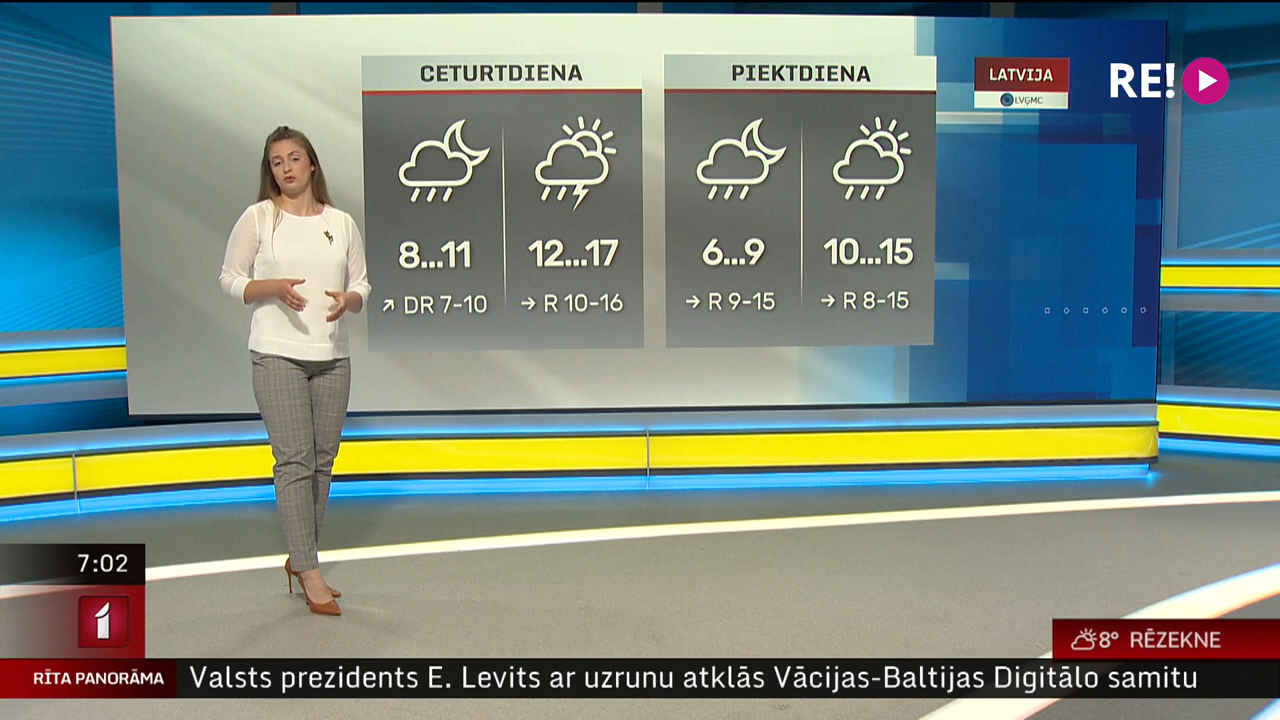 CETURTDIENA
PIEKTDIENA
LATVIJA
LVĢMC
RE!
8...11
12...17
6...9
10...15
DR 7-10
R 10-16
R 9-15
R 8-15
7:02
1
8° RĒZEKNE
RĪTA PANORĀMA
Valsts prezidents E. Levits ar uzrunu atklās Vācijas-Baltijas Digitālo samitu